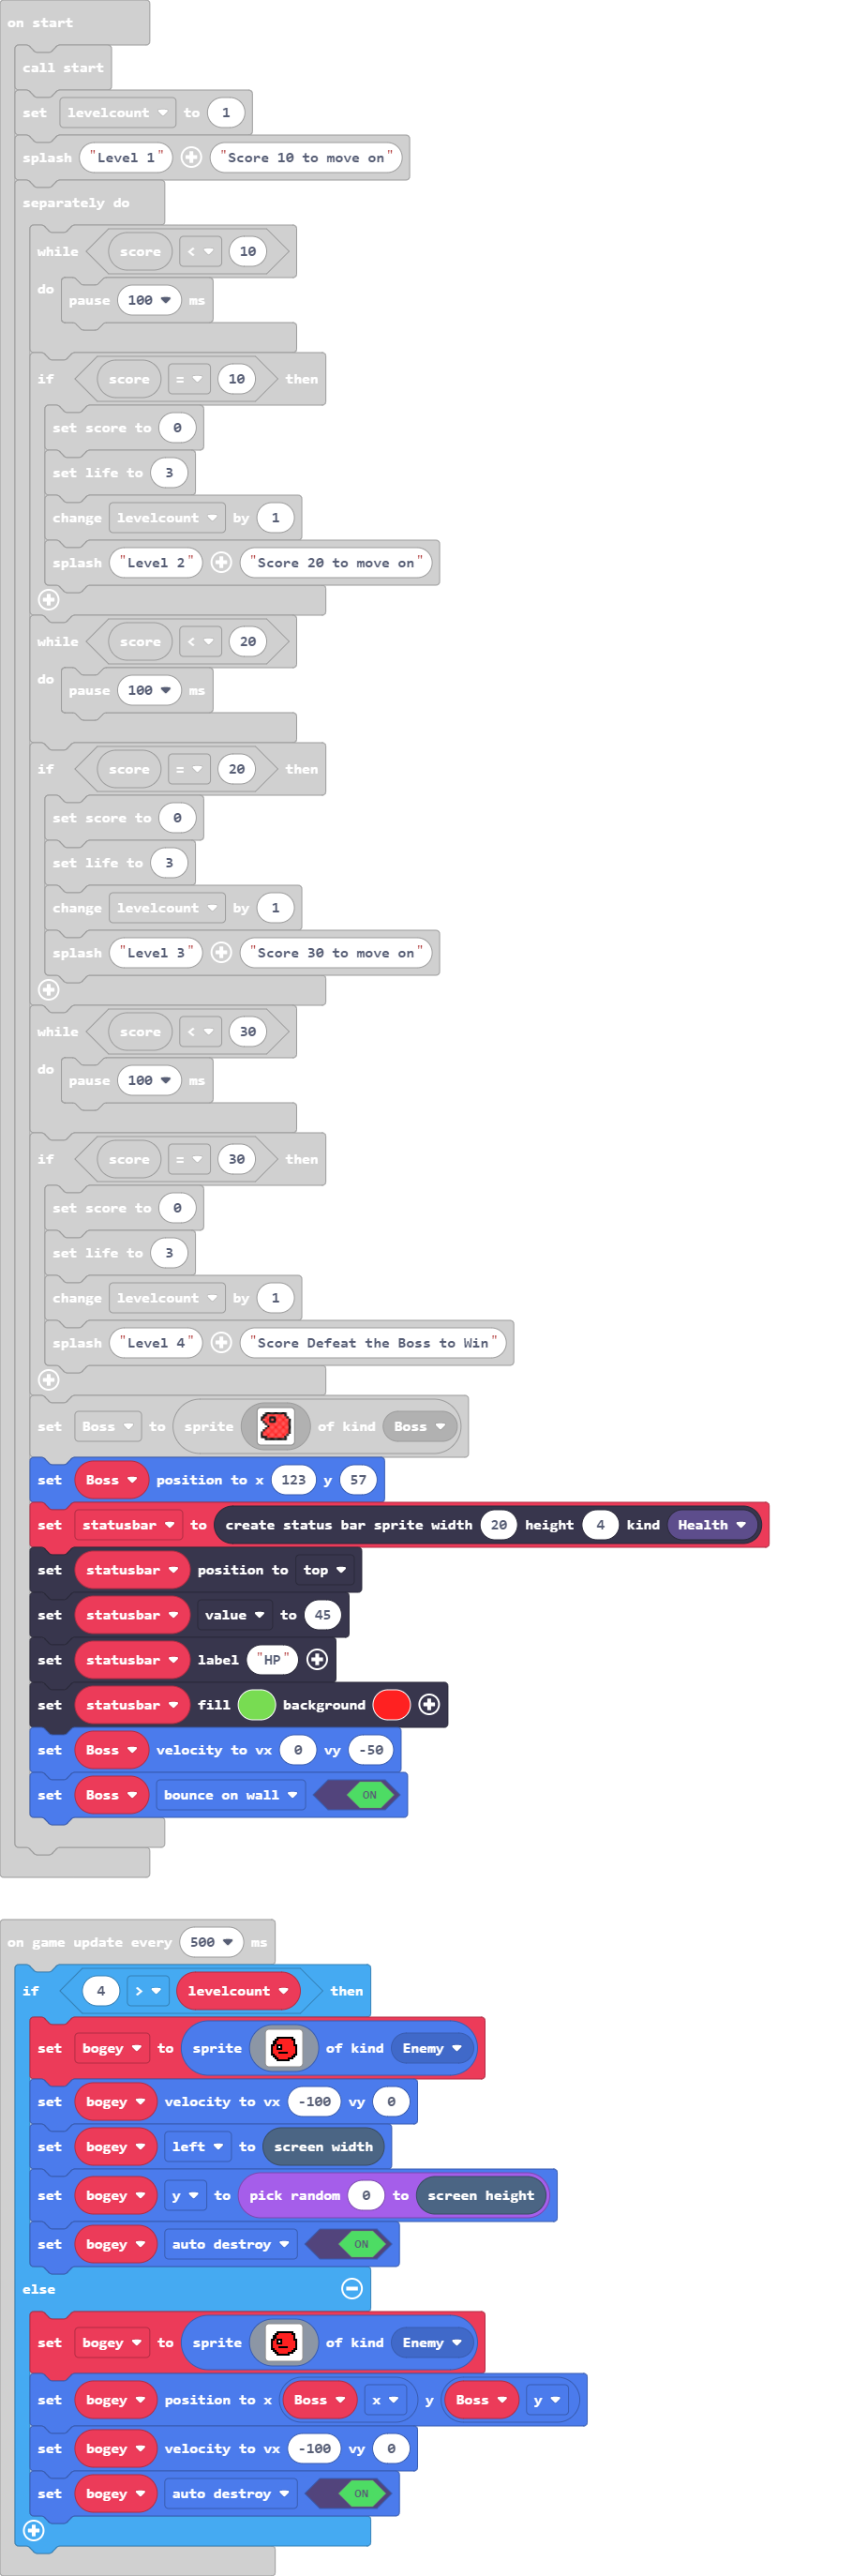 on start
call start
set levelcount to 1
splash "Level 1" "Score 10 to move on"
separately do
while score < 10
do pause 100 ms
if score = 10 then
set score to 0
set life to 3
change levelcount by 1
splash "Level 2" "Score 20 to move on"
while score < 20
do pause 100 ms
if score = 20 then
set score to 0
set life to 3
change levelcount by 1
splash "Level 3" "Score 30 to move on"
while score < 30
do pause 100 ms
if score = 30 then
set score to 0
set life to 3
change levelcount by 1
splash "Level 4" "Score Defeat the Boss to Win"
set Boss to sprite of kind Boss
set Boss position to x 123 y 57
set statusbar to create status bar sprite width 20 height 4 kind Health
set statusbar position to top
set statusbar value to 45
set statusbar label "HP"
set statusbar fill background
set Boss velocity to vx 0 vy -50
set Boss bounce on wall ON
on game update every 500 ms
if 4 > levelcount then
set bogey to sprite of kind Enemy
set bogey velocity to vx -100 vy 0
set bogey left to screen width
set bogey y to pick random 0 to screen height
set bogey auto destroy ON
else
set bogey to sprite of kind Enemy
set bogey position to x Boss x y Boss y
set bogey velocity to vx -100 vy 0
set bogey auto destroy ON